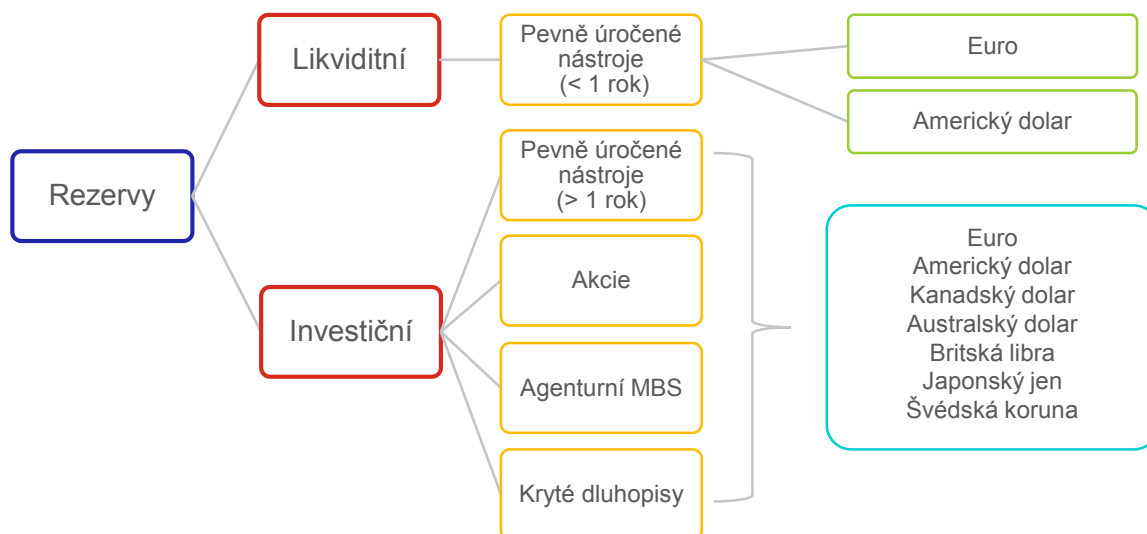 Rezervy
Likviditní
Pevně úročené
nástroje
(< 1 rok)
Euro
Americký dolar
Investiční
Pevně úročené
nástroje
(> 1 rok)
Akcie
Agenturní MBS
Kryté dluhopisy
Euro
Americký dolar
Kanadský dolar
Australský dolar
Britská libra
Japonský jen
Švédská koruna